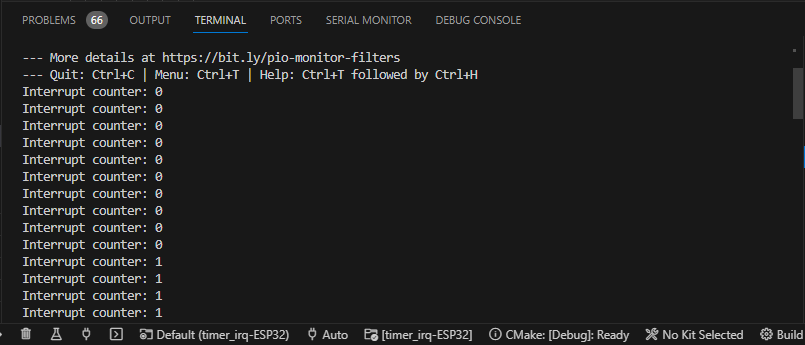 PROBLEMS 66 OUTPUT TERMINAL PORTS SERIAL MONITOR DEBUG CONSOLE
--- More details at https://bit.ly/pio-monitor-filters
--- Quit: Ctrl+C | Menu: Ctrl+T | Help: Ctrl+T followed by Ctrl+H
Interrupt counter: 0
Interrupt counter: 0
Interrupt counter: 0
Interrupt counter: 0
Interrupt counter: 0
Interrupt counter: 0
Interrupt counter: 0
Interrupt counter: 0
Interrupt counter: 0
Interrupt counter: 0
Interrupt counter: 1
Interrupt counter: 1
Interrupt counter: 1
Interrupt counter: 1
Default (timer_irq-ESP32) Auto [timer_irq-ESP32] CMake: [Debug]: Ready No Kit Selected Build